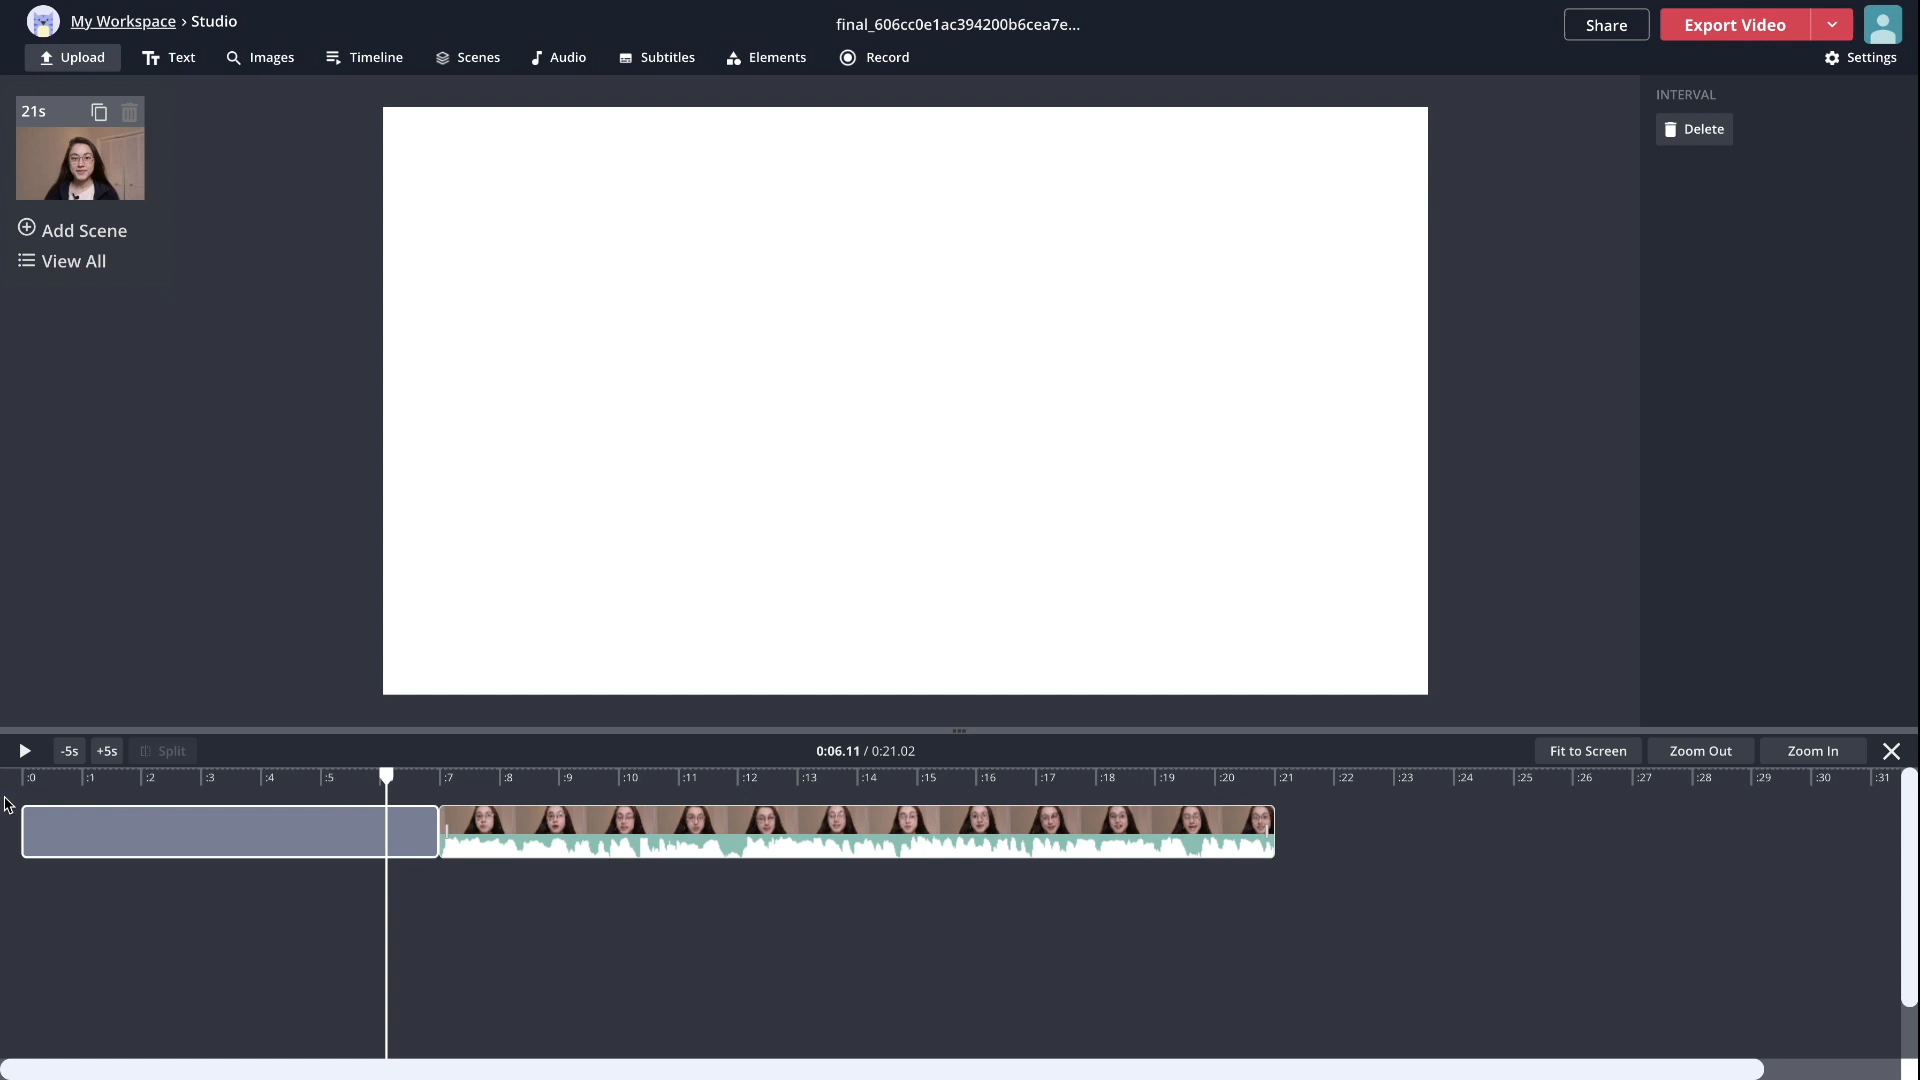 My Workspace › Studio
final_606cc0e1ac394200b6cea7e...
Share
Export Video
Upload
Text
Images
Timeline
Scenes
Audio
Subtitles
Elements
Record
Settings
21s
Add Scene
View All
INTERVAL
Delete
-5s
+5s
Split
0:06.11 / 0:21.02
Fit to Screen
Zoom Out
Zoom In
:0 :1 :2 :3 :4 :5 :7 :8 :9 :10 :11 :12 :13 :14 :15 :16 :17 :18 :19 :20 :21 :22 :23 :24 :25 :26 :27 :28 :29 :30 :31